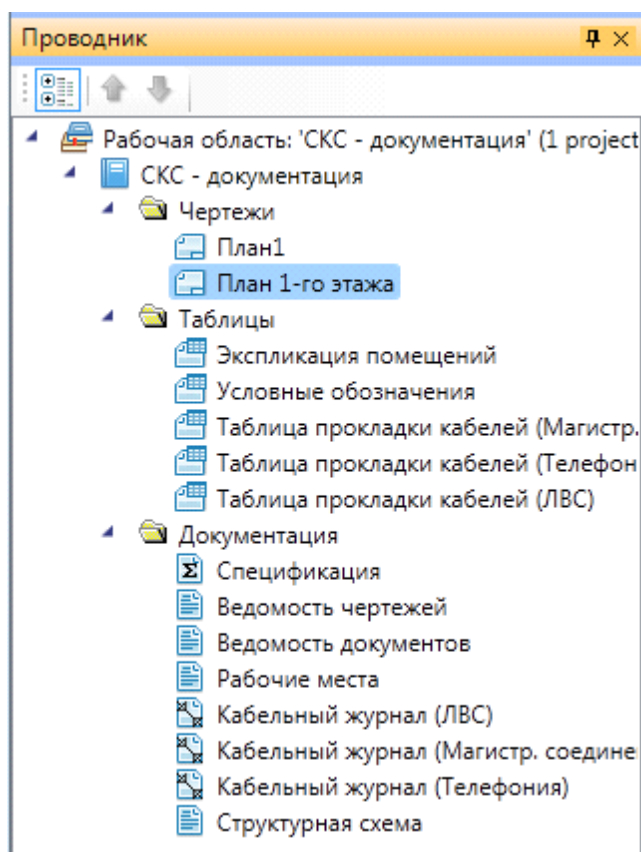 Проводник
Рабочая область: 'СКС - документация' (1 project
СКС - документация
Чертежи
План1
План 1-го этажа
Таблицы
Экспликация помещений
Условные обозначения
Таблица прокладки кабелей (Магистр.
Таблица прокладки кабелей (Телефон
Таблица прокладки кабелей (ЛВС)
Документация
Спецификация
Ведомость чертежей
Ведомость документов
Рабочие места
Кабельный журнал (ЛВС)
Кабельный журнал (Магистр. соедине
Кабельный журнал (Телефония)
Структурная схема